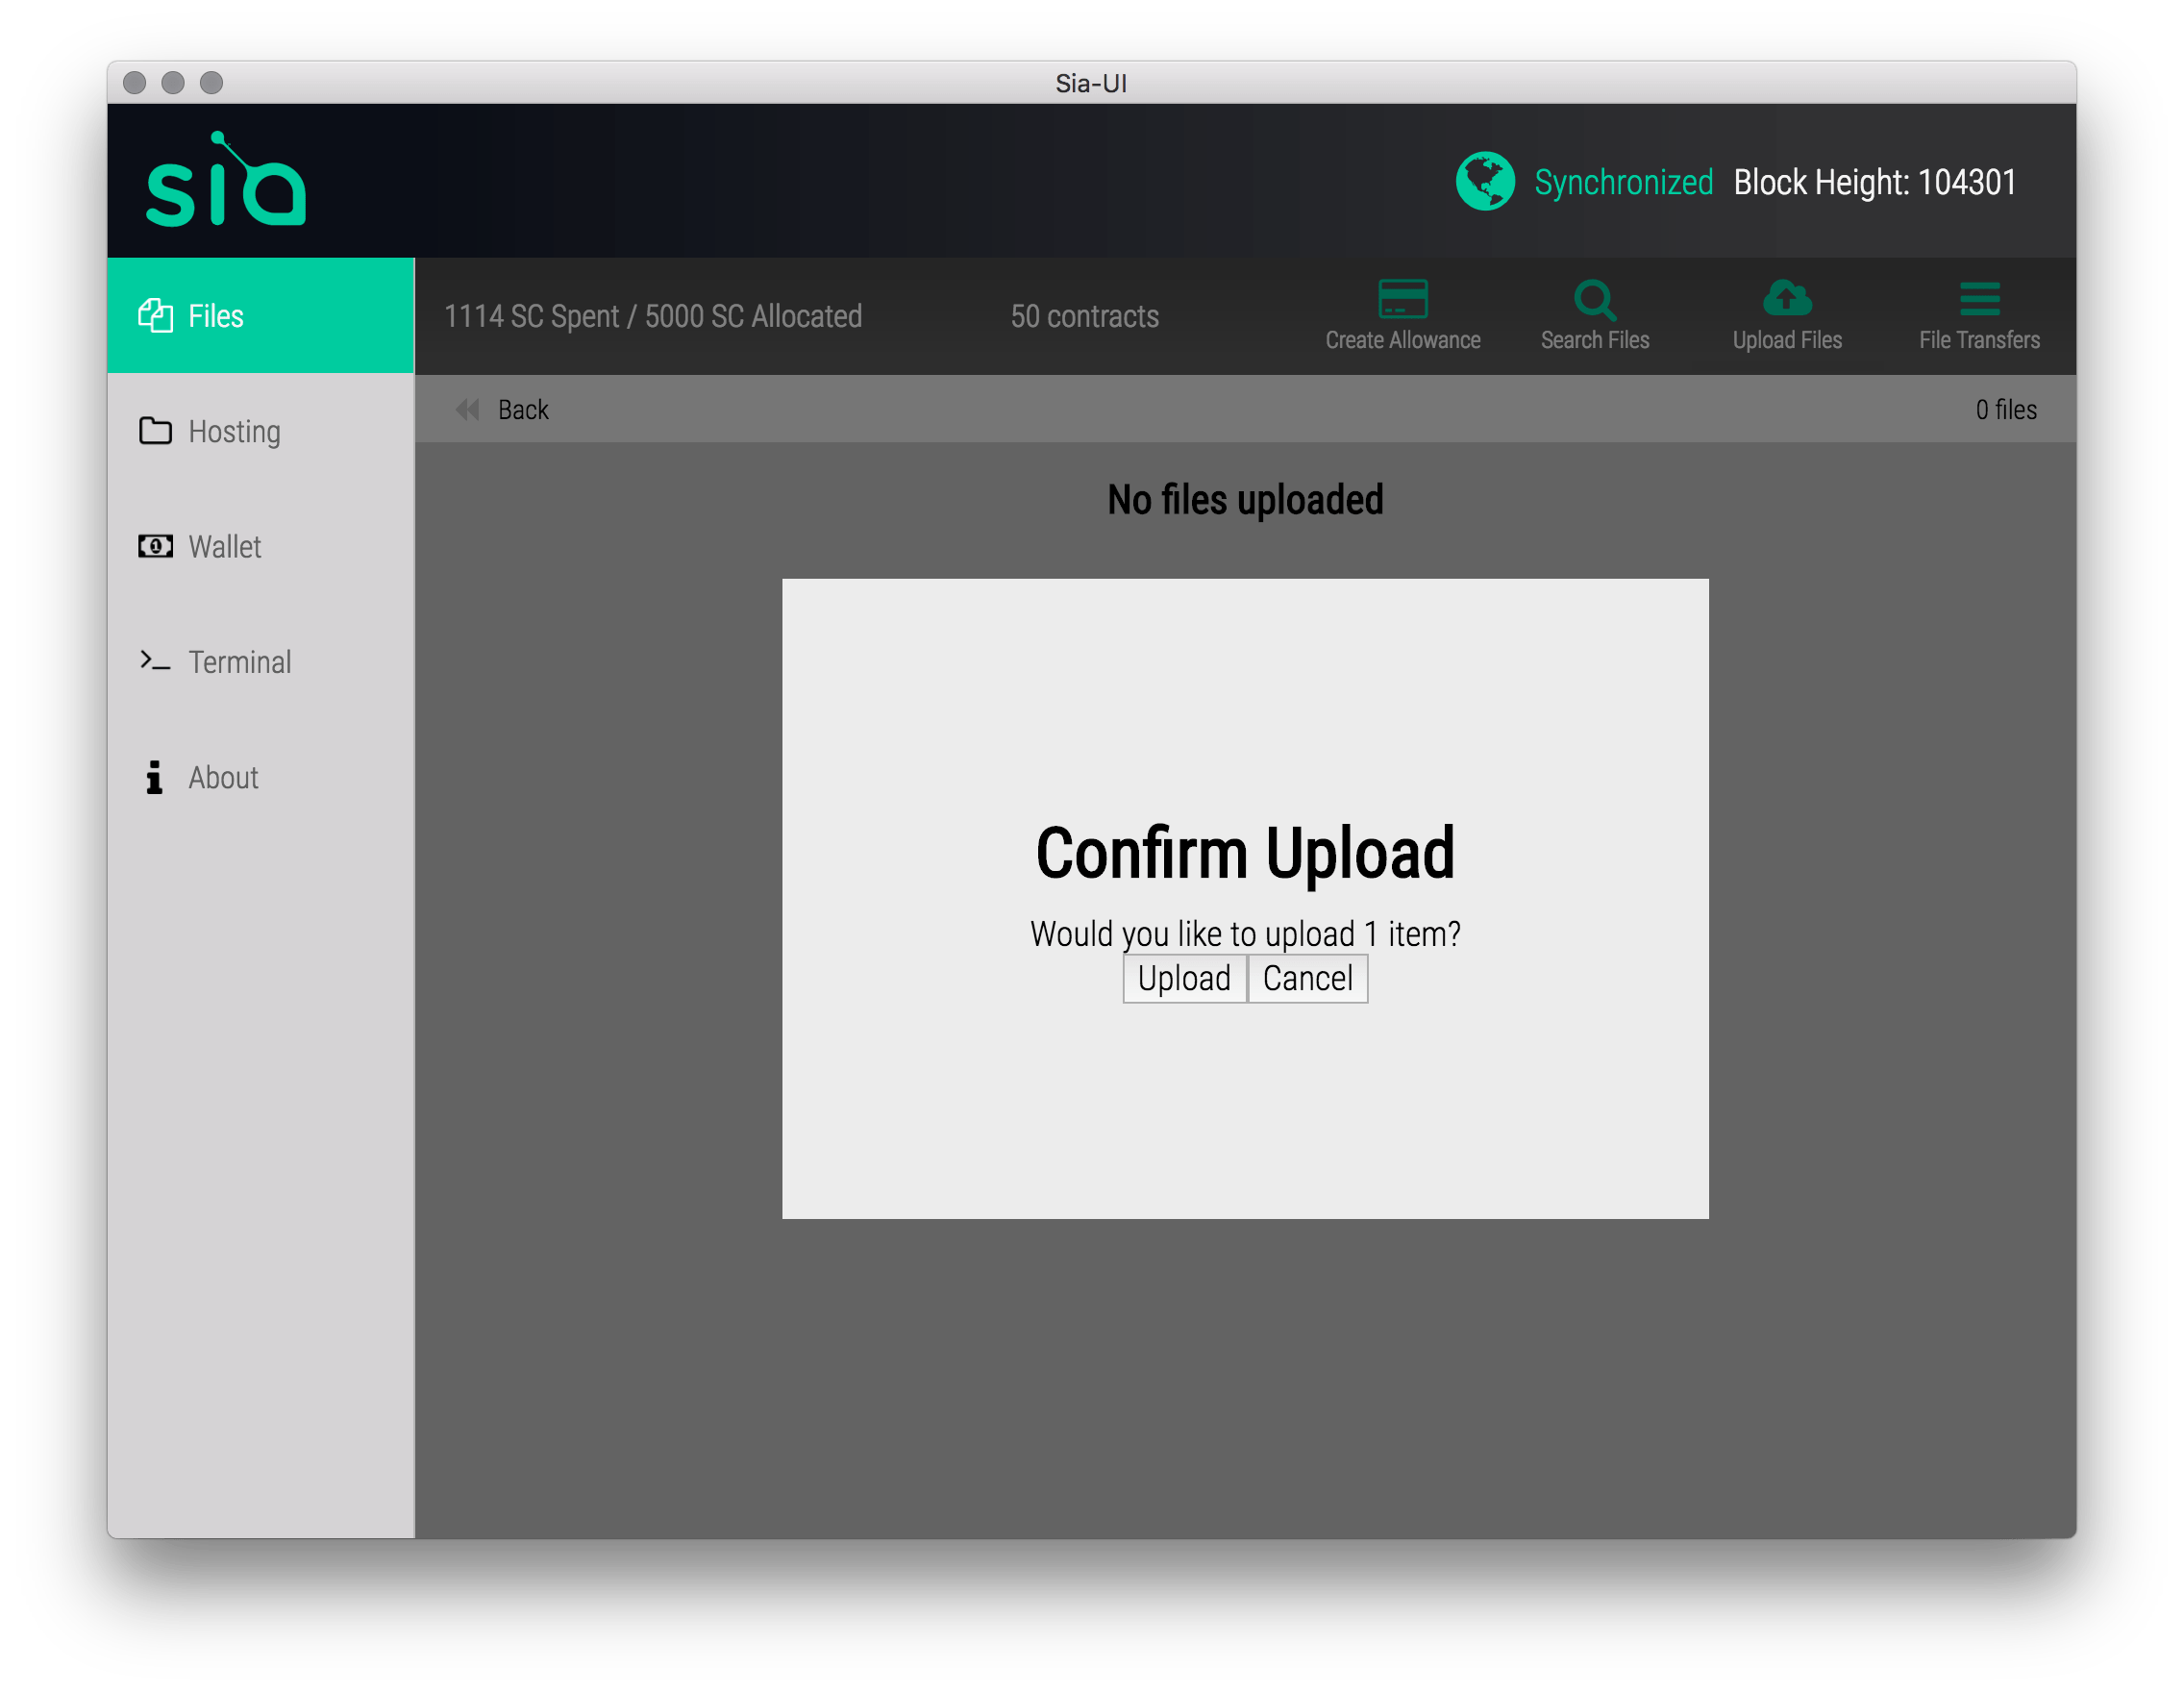 Sia-UI
sia
Synchronized Block Height: 104301
Files
1114 SC Spent / 5000 SC Allocated
50 contracts
Create Allowance
Search Files
Upload Files
File Transfers
Back
0 files
Hosting
Wallet
Terminal
About
No files uploaded
Confirm Upload
Would you like to upload 1 item?
Upload
Cancel